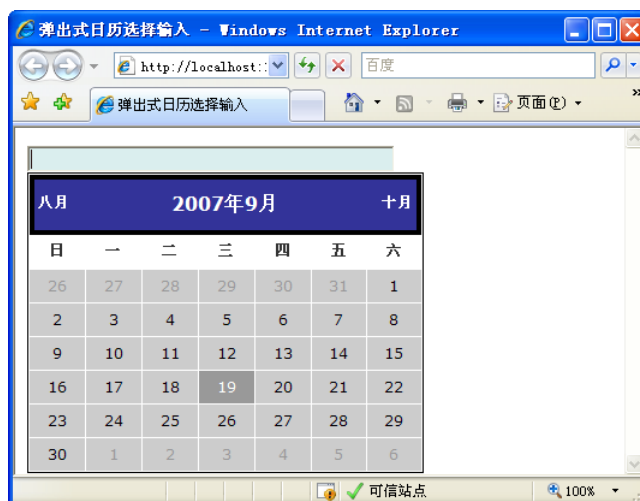 弹出式日历选择输入 - Windows Internet Explorer
http://localhost: 百度
弹出式日历选择输入 页面(P)
八月 2007年9月 十月
日 一 二 三 四 五 六
26 27 28 29 30 31 1
2 3 4 5 6 7 8
9 10 11 12 13 14 15
16 17 18 19 20 21 22
23 24 25 26 27 28 29
30 1 2 3 4 5 6
可信站点 100%